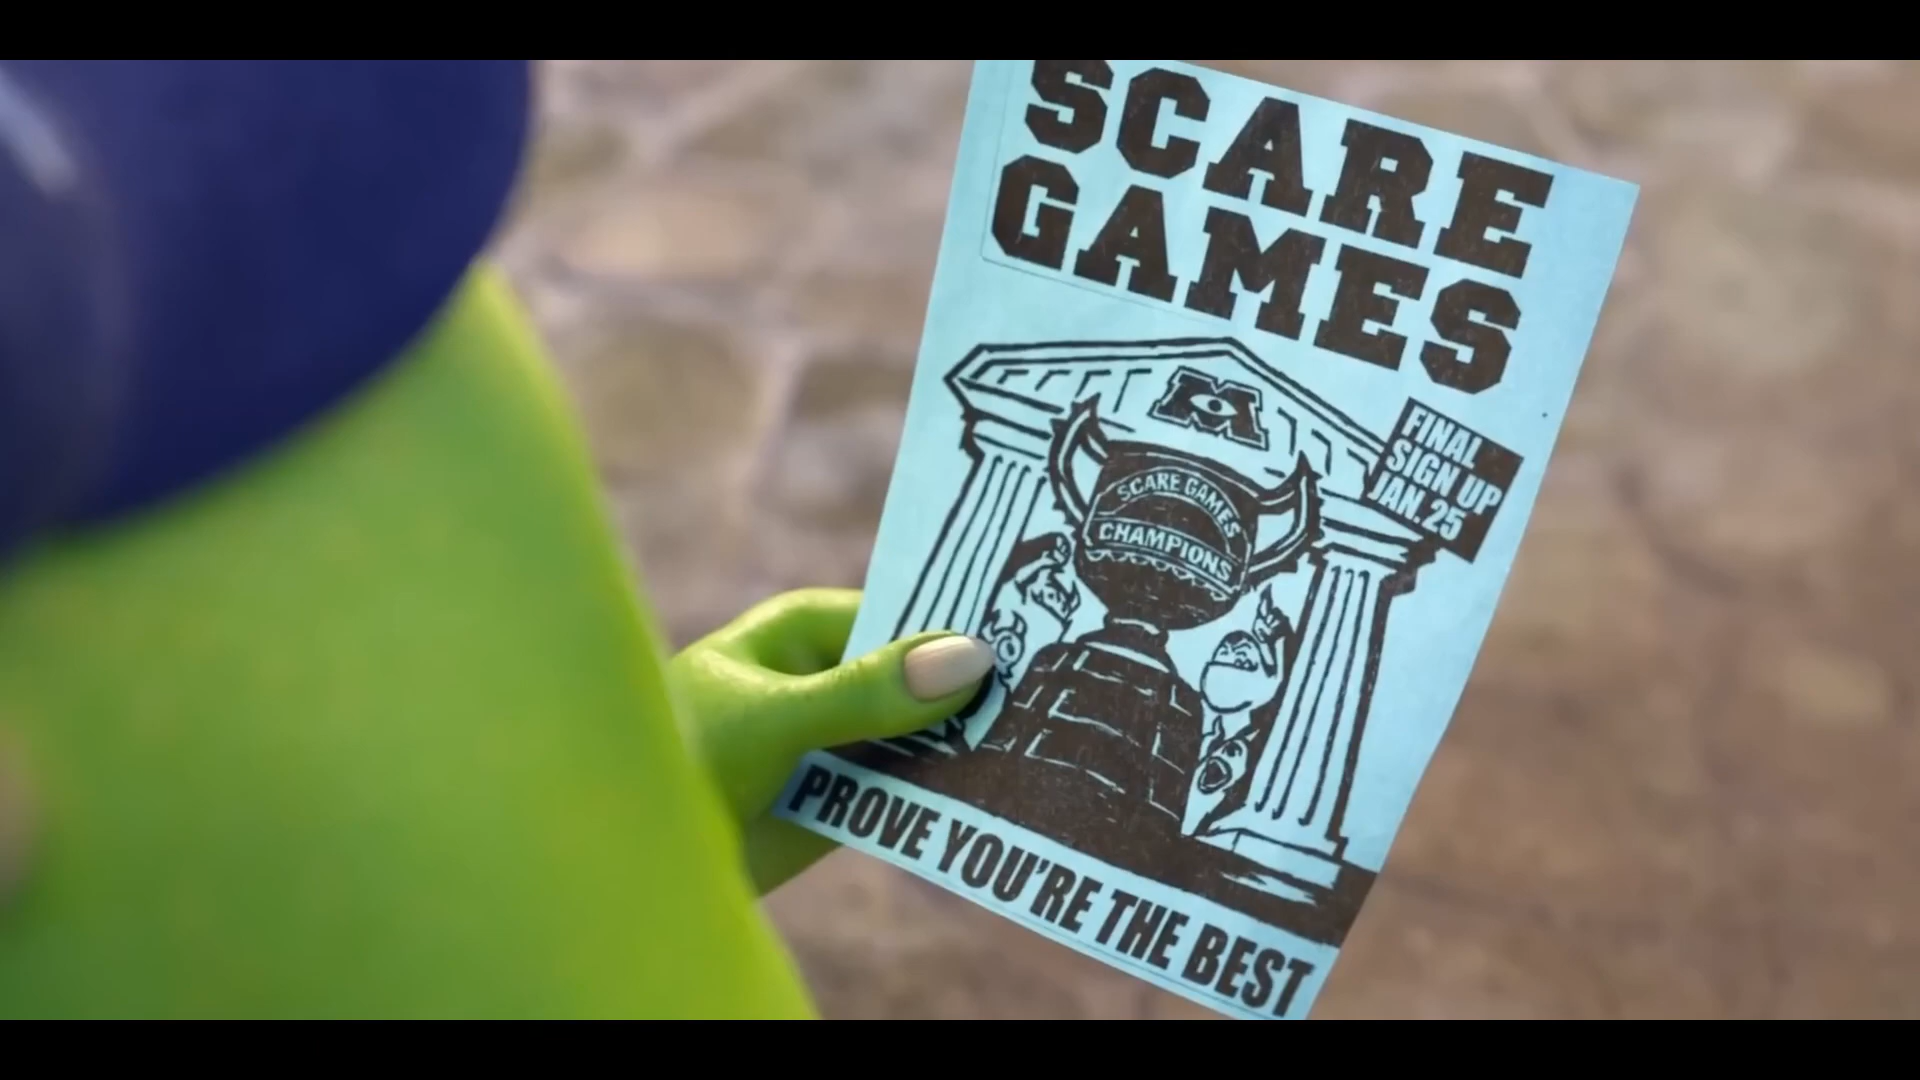 SCARE
GAMES
M
FINAL
SIGN UP
JAN. 25
SCARE GAMES
CHAMPIONS
PROVE YOU'RE THE BEST